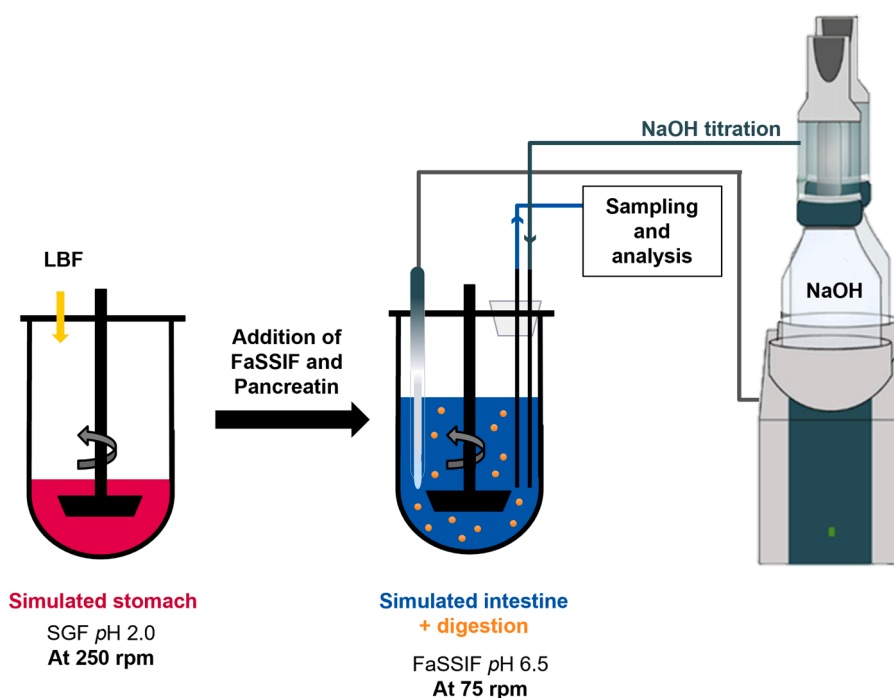 NaOH titration
Sampling
and
analysis
LBF
NaOH
Addition of
FaSSIF and
Pancreatin
Simulated stomach
SGF pH 2.0
At 250 rpm
Simulated intestine
+ digestion
FaSSIF pH 6.5
At 75 rpm